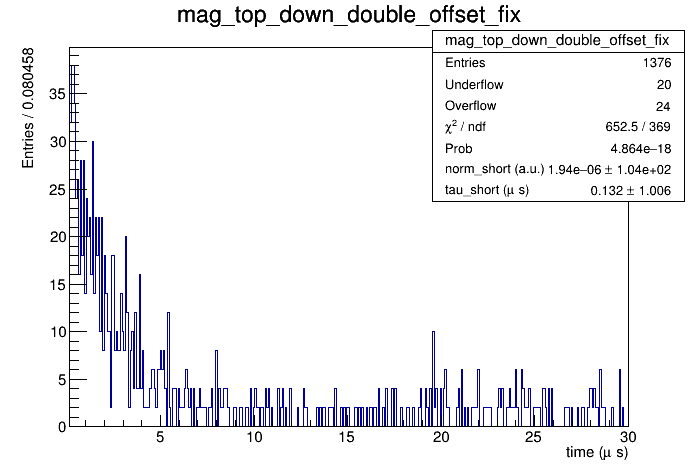 mag_top_down_double_offset_fix
mag_top_down_double_offset_fix
Entries 1376
Underflow 20
Overflow 24
χ² / ndf 652.5 / 369
Prob 4.864e−18
norm_short (a.u.) 1.94e−06 ± 1.04e+02
tau_short (μ s) 0.132 ± 1.006
Entries / 0.080458
35
30
25
20
15
10
5
0
5 10 15 20 25 30
time (μ s)